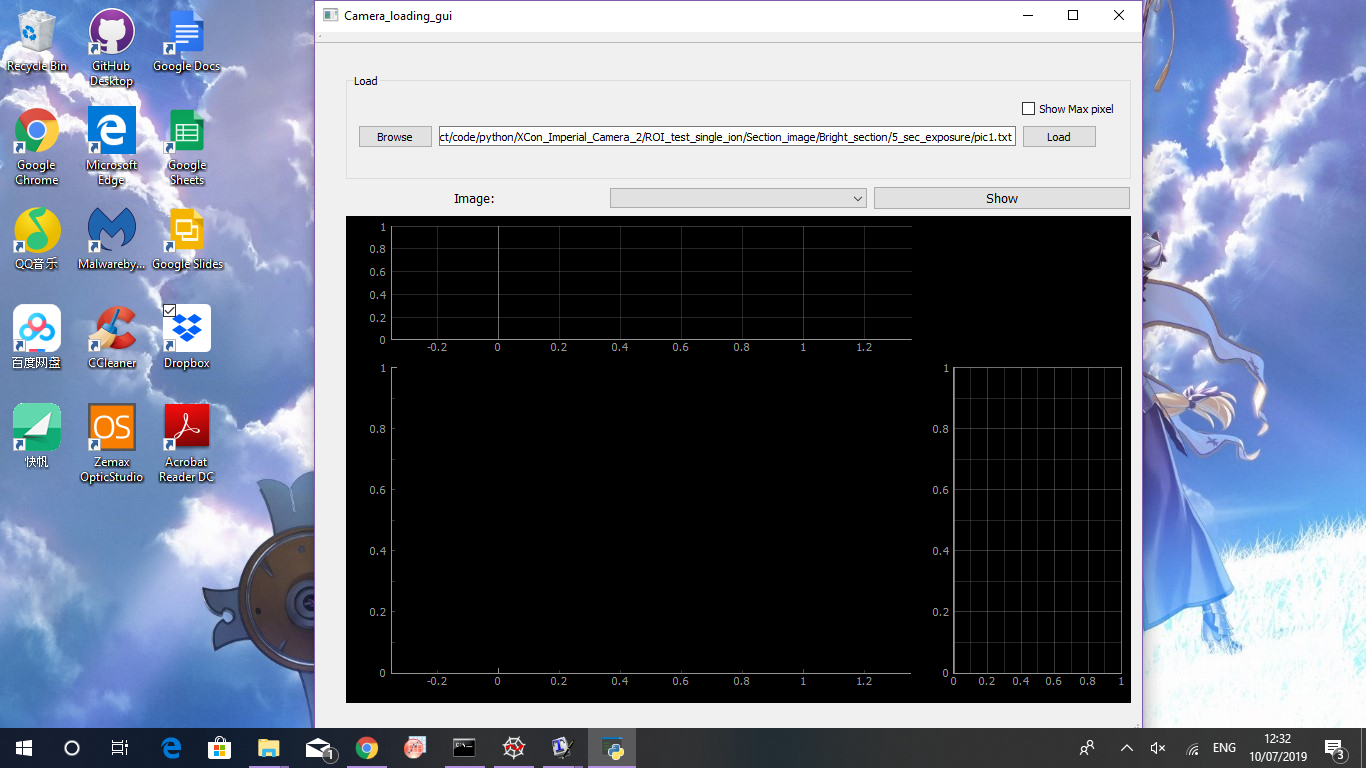 Camera_loading_gui
Recycle Bin
GitHub
Desktop
Google Docs
Google
Chrome
Microsoft
Edge
Google
Sheets
QQ音乐
Malwareby...
Google Slides
百度网盘
CCleaner
Dropbox
快帆
OS
Zemax
OpticStudio
Acrobat
Reader DC
Load
Show Max pixel
Browse
ct/code/python/XCon_Imperial_Camera_2/ROI_test_single_ion/Section_image/Bright_section/5_sec_exposure/pic1.txt
Load
Image:
Show
1
0.8
0.6
0.4
0.2
0
-0.2 0 0.2 0.4 0.6 0.8 1 1.2
1
0.8
0.6
0.4
0.2
0
-0.2 0 0.2 0.4 0.6 0.8 1 1.2
1
0.8
0.6
0.4
0.2
0
0 0.2 0.4 0.6 0.8 1
1
ENG
12:32
10/07/2019
3